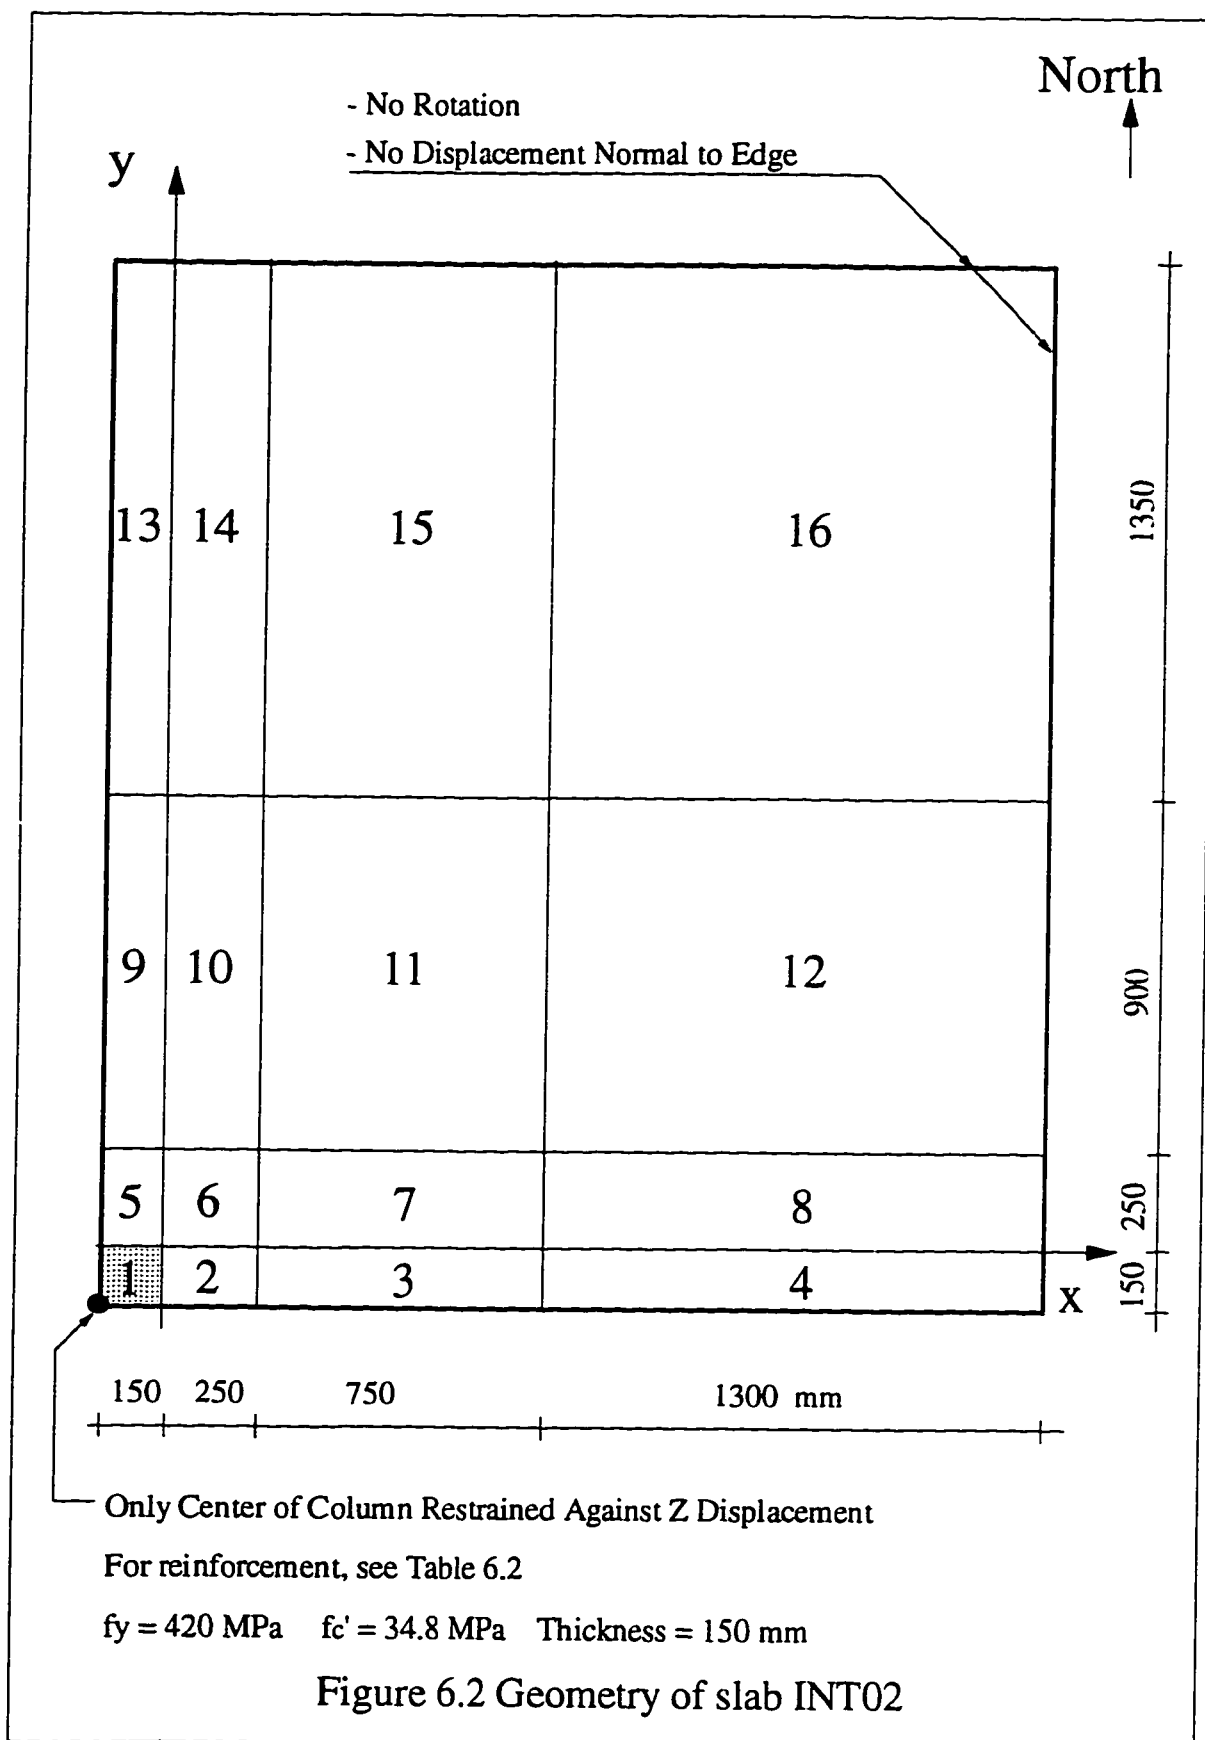 North
- No Rotation
- No Displacement Normal to Edge
y
13 14 15 16
1350
9 10 11 12
900
5 6 7 8
250
1 2 3 4
150
x
150 250 750 1300 mm
Only Center of Column Restrained Against Z Displacement
For reinforcement, see Table 6.2
fy = 420 MPa fc' = 34.8 MPa Thickness = 150 mm
Figure 6.2 Geometry of slab INT02